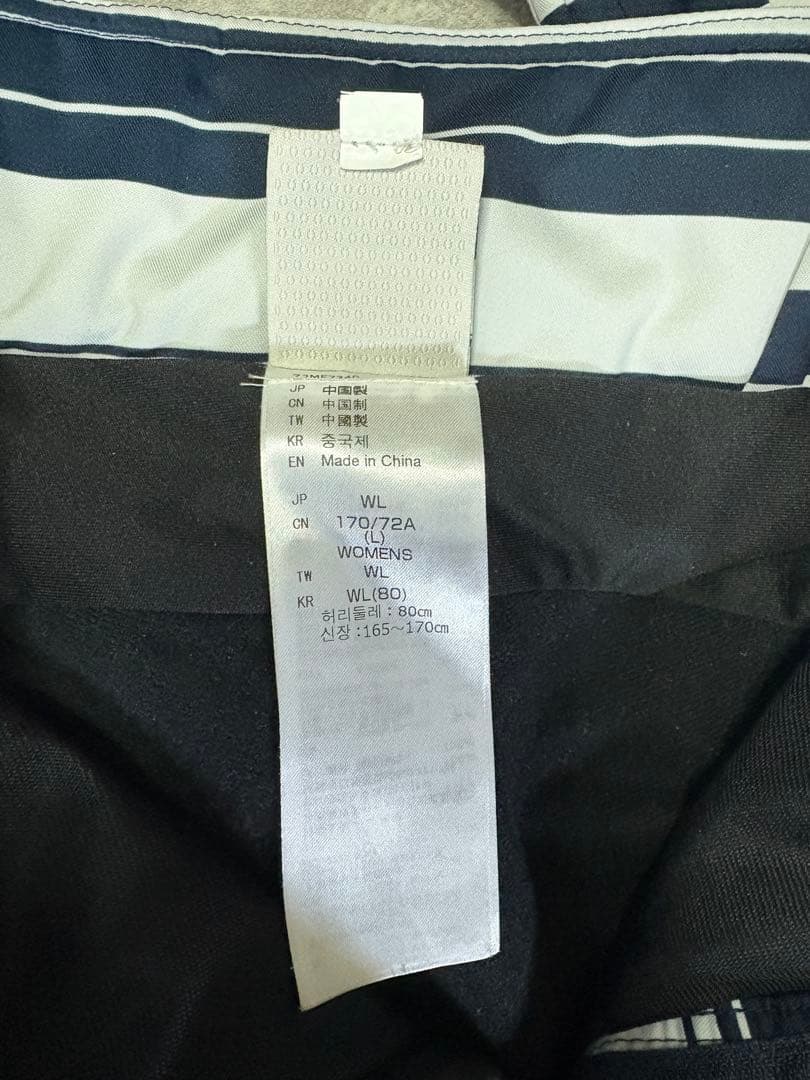 JP 中国製
CN 中国制
TW 中國製
KR 중국제
EN Made in China
JP WL
CN 170/72A
(L)
WOMENS
TW WL
KR WL(80)
허리둘레 : 80cm
신장 : 165~170cm